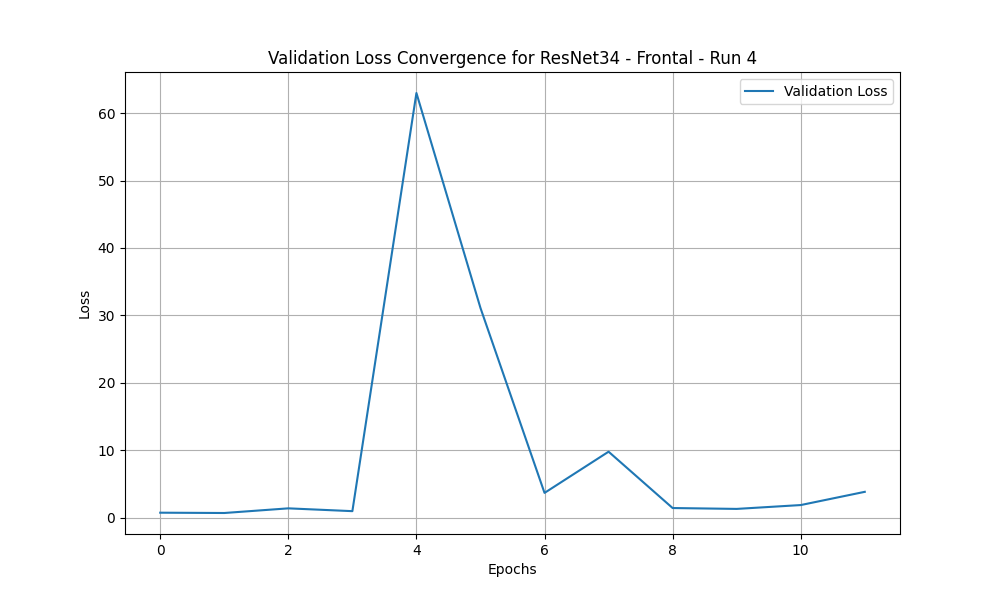 Validation Loss Convergence for ResNet34 - Frontal - Run 4
Validation Loss
60
50
40
30
20
10
0
Loss
0 2 4 6 8 10
Epochs